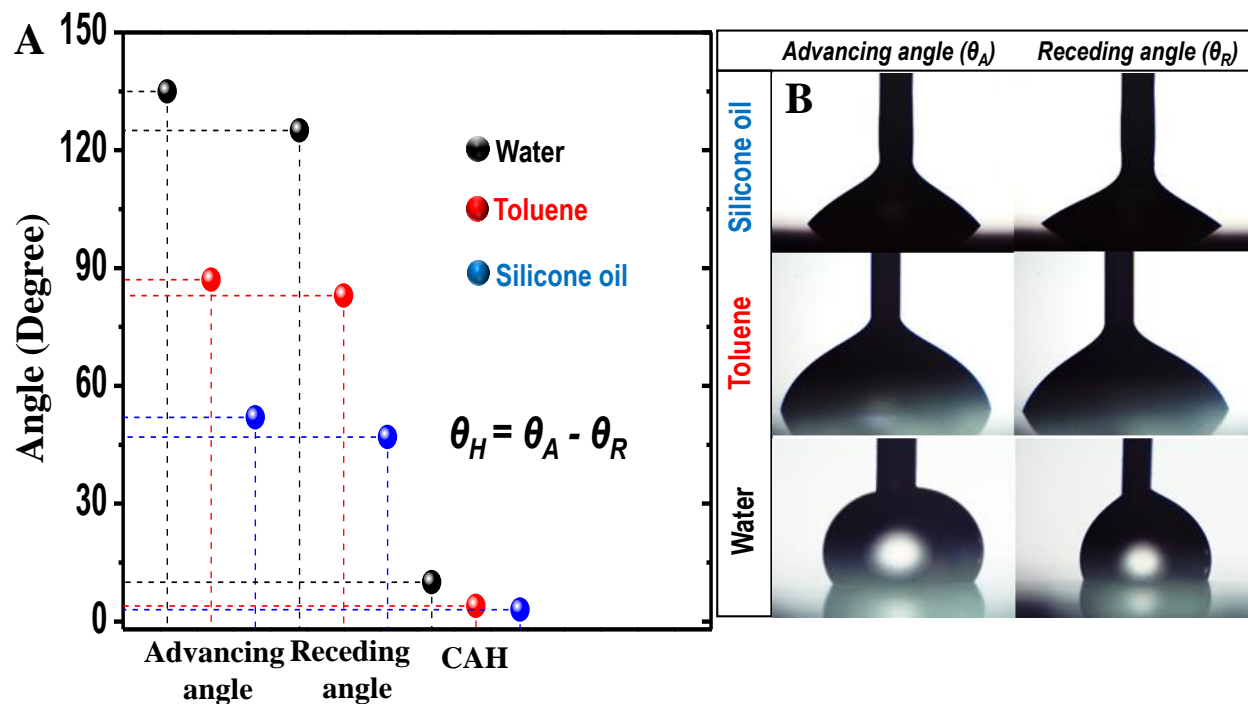 A
150
120
90
60
30
0
Angle (Degree)
Water
Toluene
Silicone oil
θH = θA - θR
Advancing
angle
Receding
angle
CAH
Advancing angle (θA)
Receding angle (θR)
B
Silicone oil
Toluene
Water